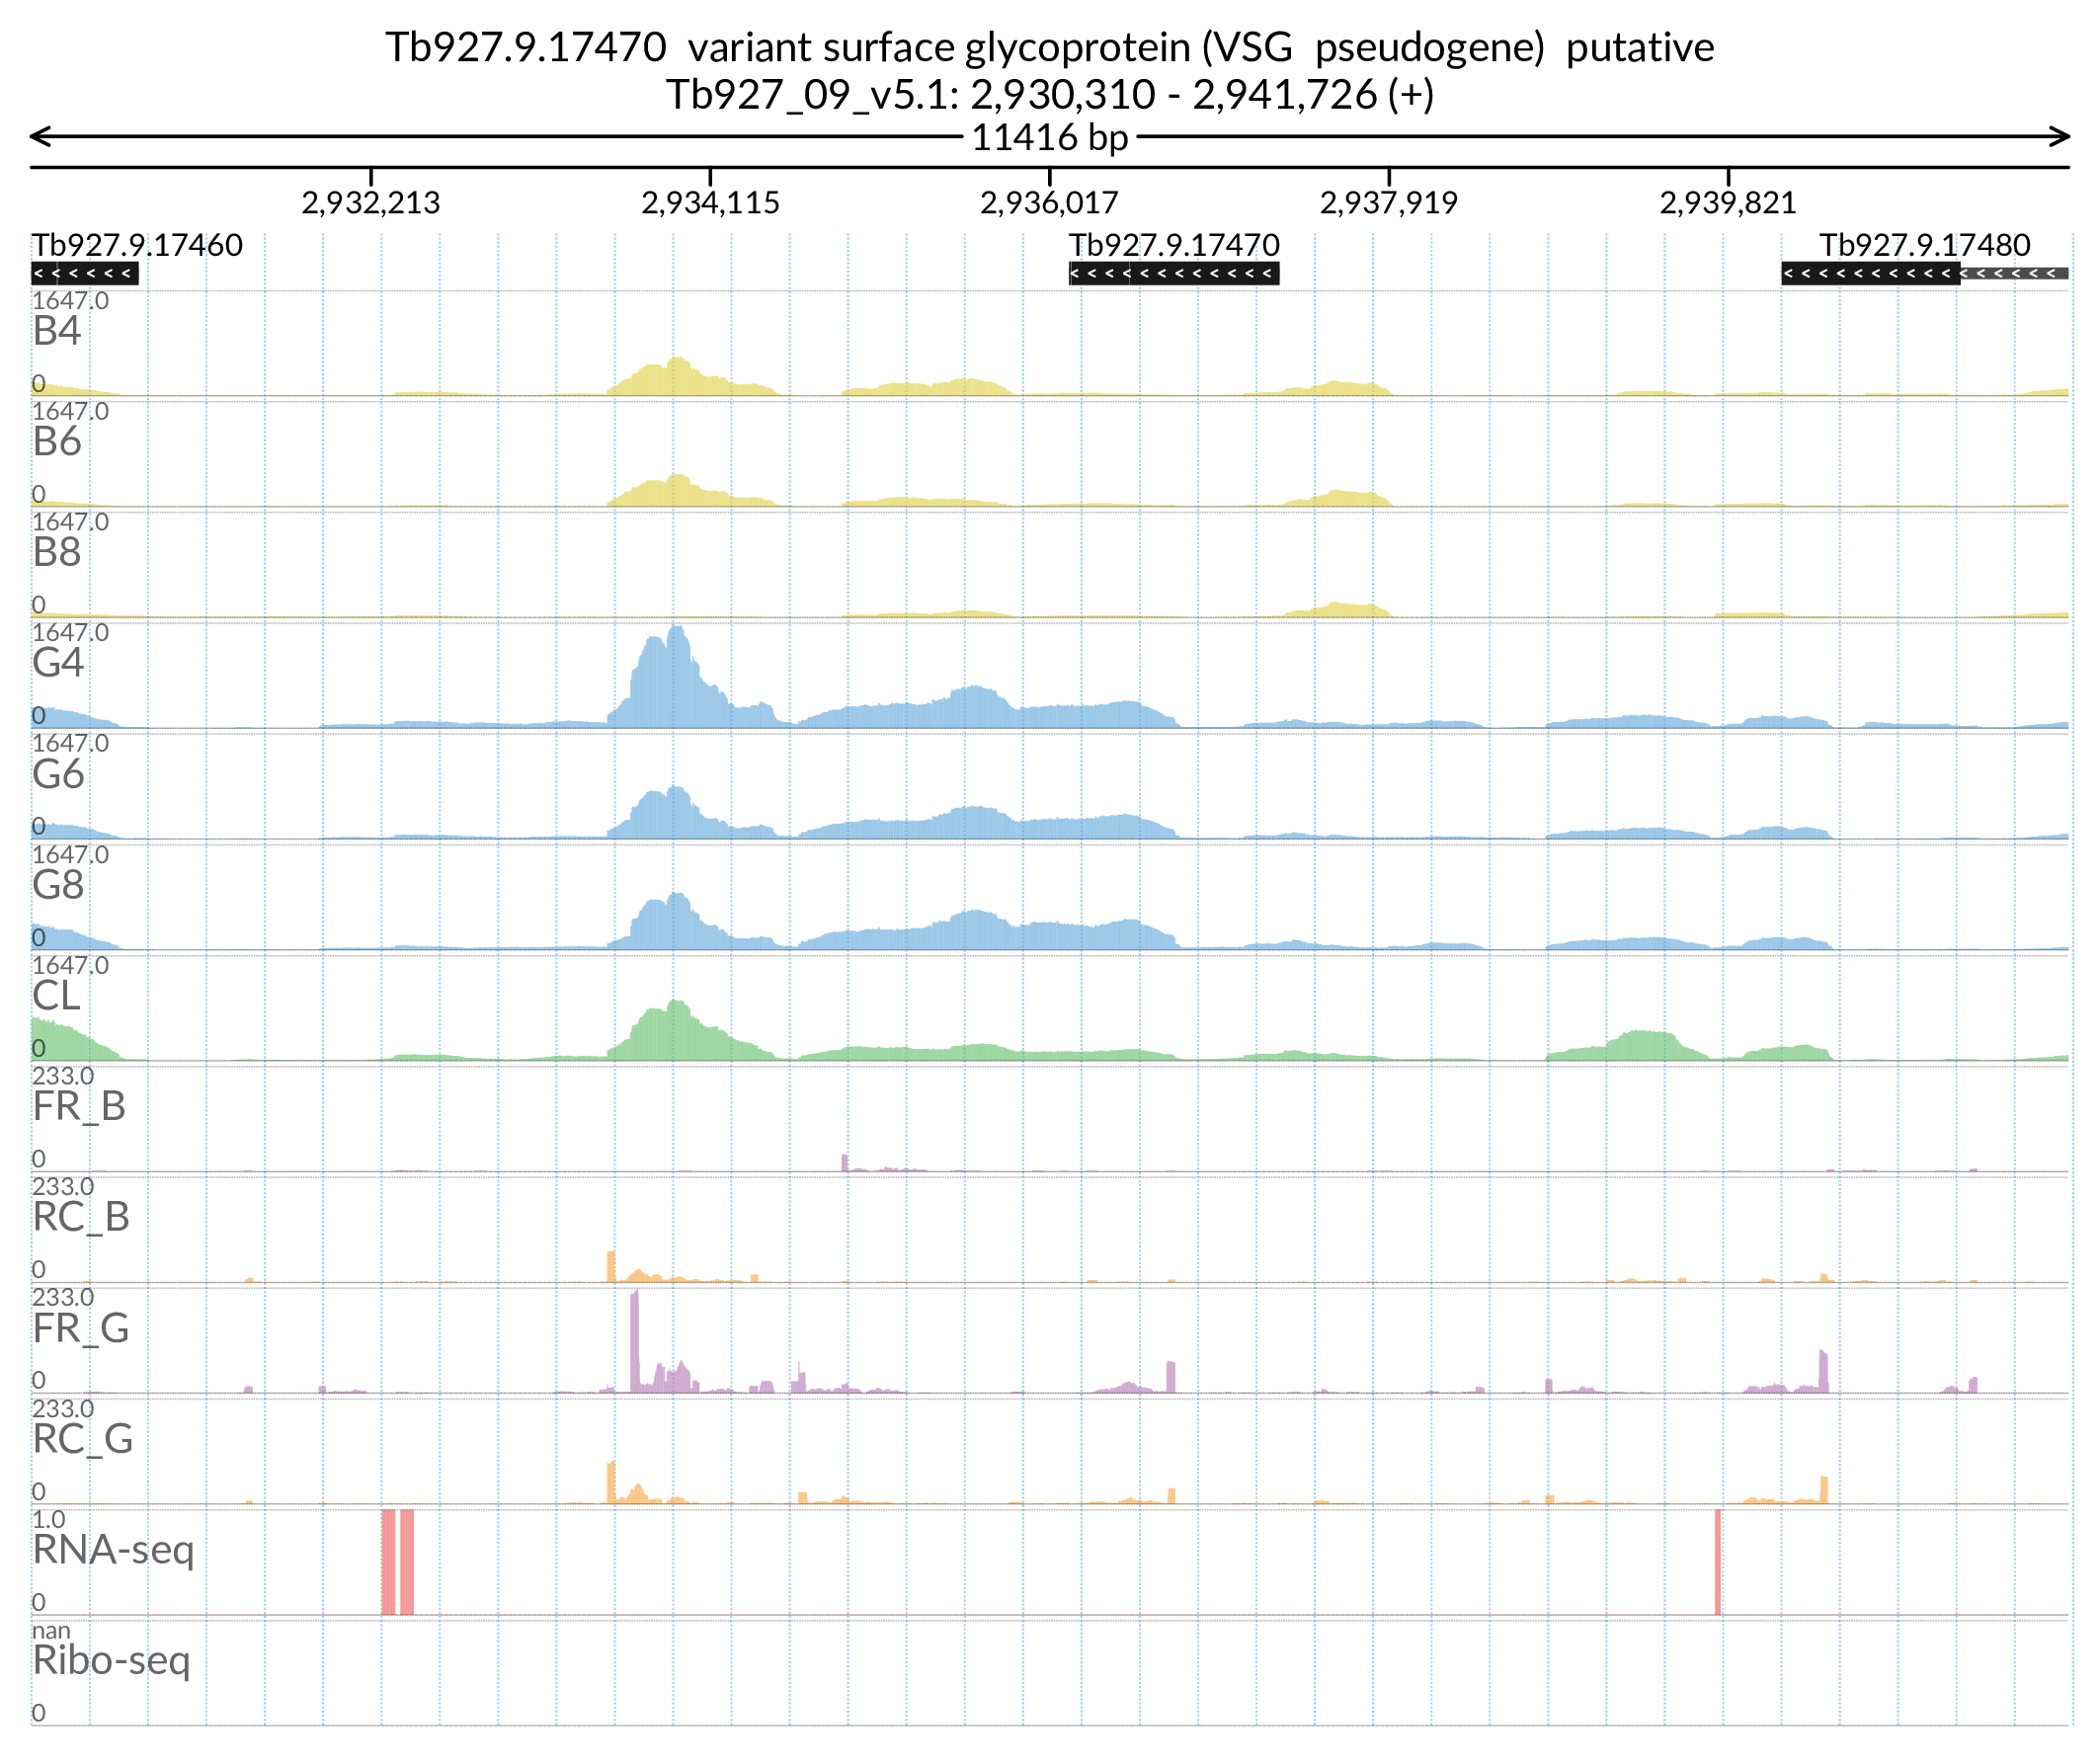 Tb927.9.17470 variant surface glycoprotein (VSG pseudogene) putative
Tb927_09_v5.1: 2,930,310 - 2,941,726 (+)
11416 bp
2,932,213 2,934,115 2,936,017 2,937,919 2,939,821
Tb927.9.17460 Tb927.9.17470 Tb927.9.17480
1647.0
B4
0
1647.0
B6
0
1647.0
B8
0
1647.0
G4
0
1647.0
G6
0
1647.0
G8
0
1647.0
CL
0
233.0
FR_B
0
233.0
RC_B
0
233.0
FR_G
0
233.0
RC_G
0
1.0
RNA-seq
0
nan
Ribo-seq
0